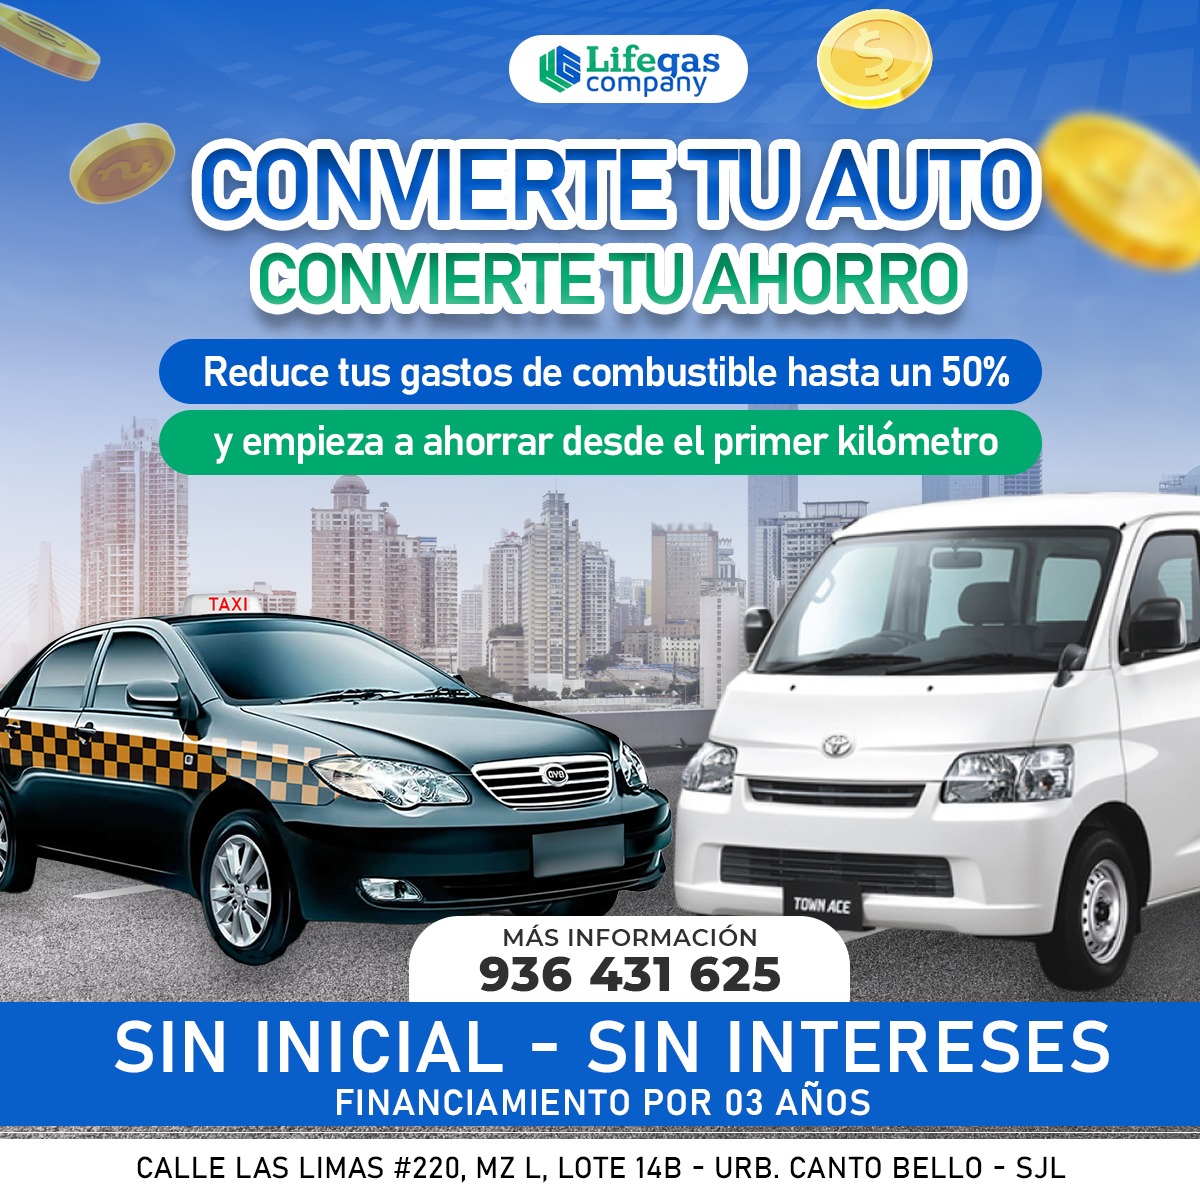 Lifegas
company
CONVIERTE TU AUTO
CONVIERTE TU AHORRO
Reduce tus gastos de combustible hasta un 50%
y empieza a ahorrar desde el primer kilómetro
TAXI
BYD
TOWN ACE
MÁS INFORMACIÓN
936 431 625
SIN INICIAL - SIN INTERESES
FINANCIAMIENTO POR 03 AÑOS
CALLE LAS LIMAS #220, MZ L, LOTE 14B - URB. CANTO BELLO - SJL